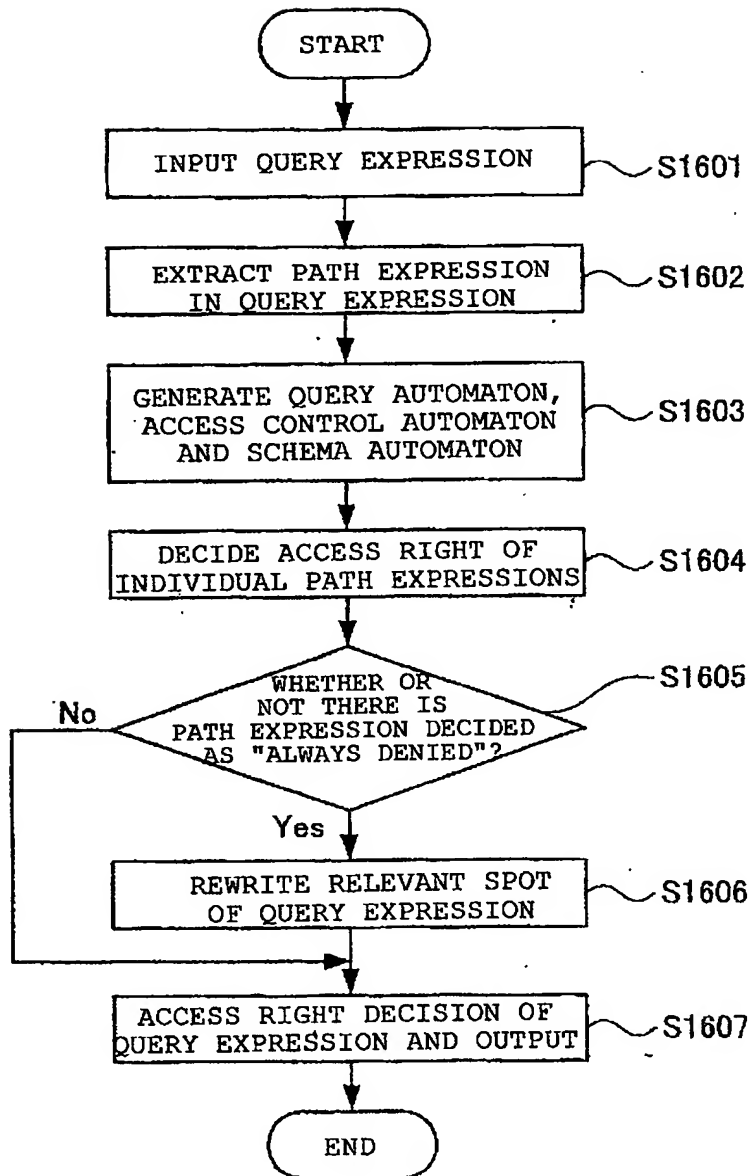 START
INPUT QUERY EXPRESSION
S1601
EXTRACT PATH EXPRESSION
IN QUERY EXPRESSION
S1602
GENERATE QUERY AUTOMATON,
ACCESS CONTROL AUTOMATON
AND SCHEMA AUTOMATON
S1603
DECIDE ACCESS RIGHT OF
INDIVIDUAL PATH EXPRESSIONS
S1604
WHETHER OR
NOT THERE IS
PATH EXPRESSION DECIDED
AS "ALWAYS DENIED"?
S1605
No
Yes
REWRITE RELEVANT SPOT
OF QUERY EXPRESSION
S1606
ACCESS RIGHT DECISION OF
QUERY EXPRESSION AND OUTPUT
S1607
END